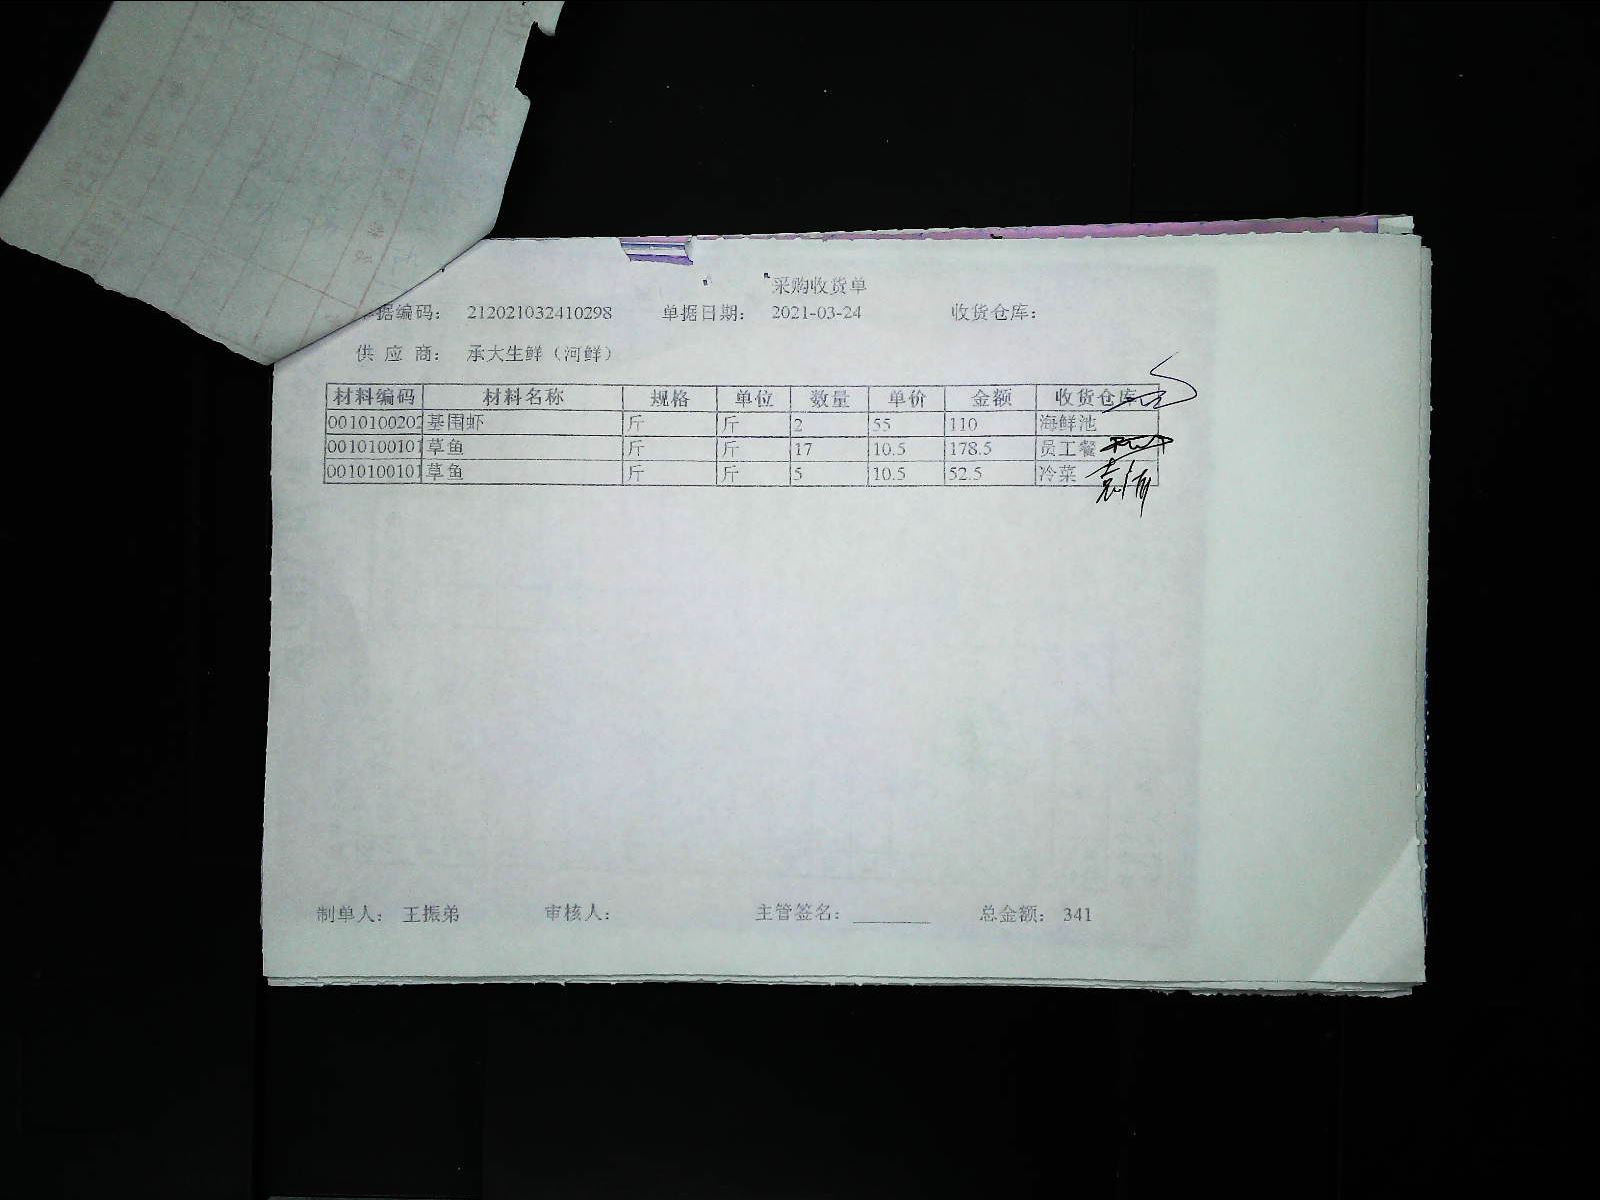 采购收货单
单据编码： 212021032410298 单据日期： 2021-03-24 收货仓库：
供 应 商： 承大生鲜（河鲜）
材料编码 材料名称 规格 单位 数量 单价 金额 收货仓库
0010100202 基围虾 斤 斤 2 55 110 海鲜池
0010100101 草鱼 斤 斤 17 10.5 178.5 员工餐
0010100101 草鱼 斤 斤 5 10.5 52.5 冷菜
制单人： 王振弟 审核人： 主管签名： 总金额： 341